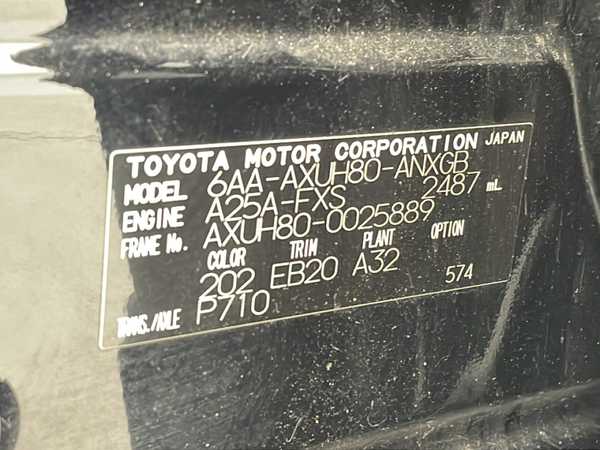 TOYOTA MOTOR CORPORATION JAPAN
MODEL 6AA-AXUH80-ANXGB
ENGINE A25A-FXS 2487 mL
FRAME No. AXUH80-0025889
COLOR TRIM PLANT OPTION
202 EB20 A32 574
TRANS./AXLE P710